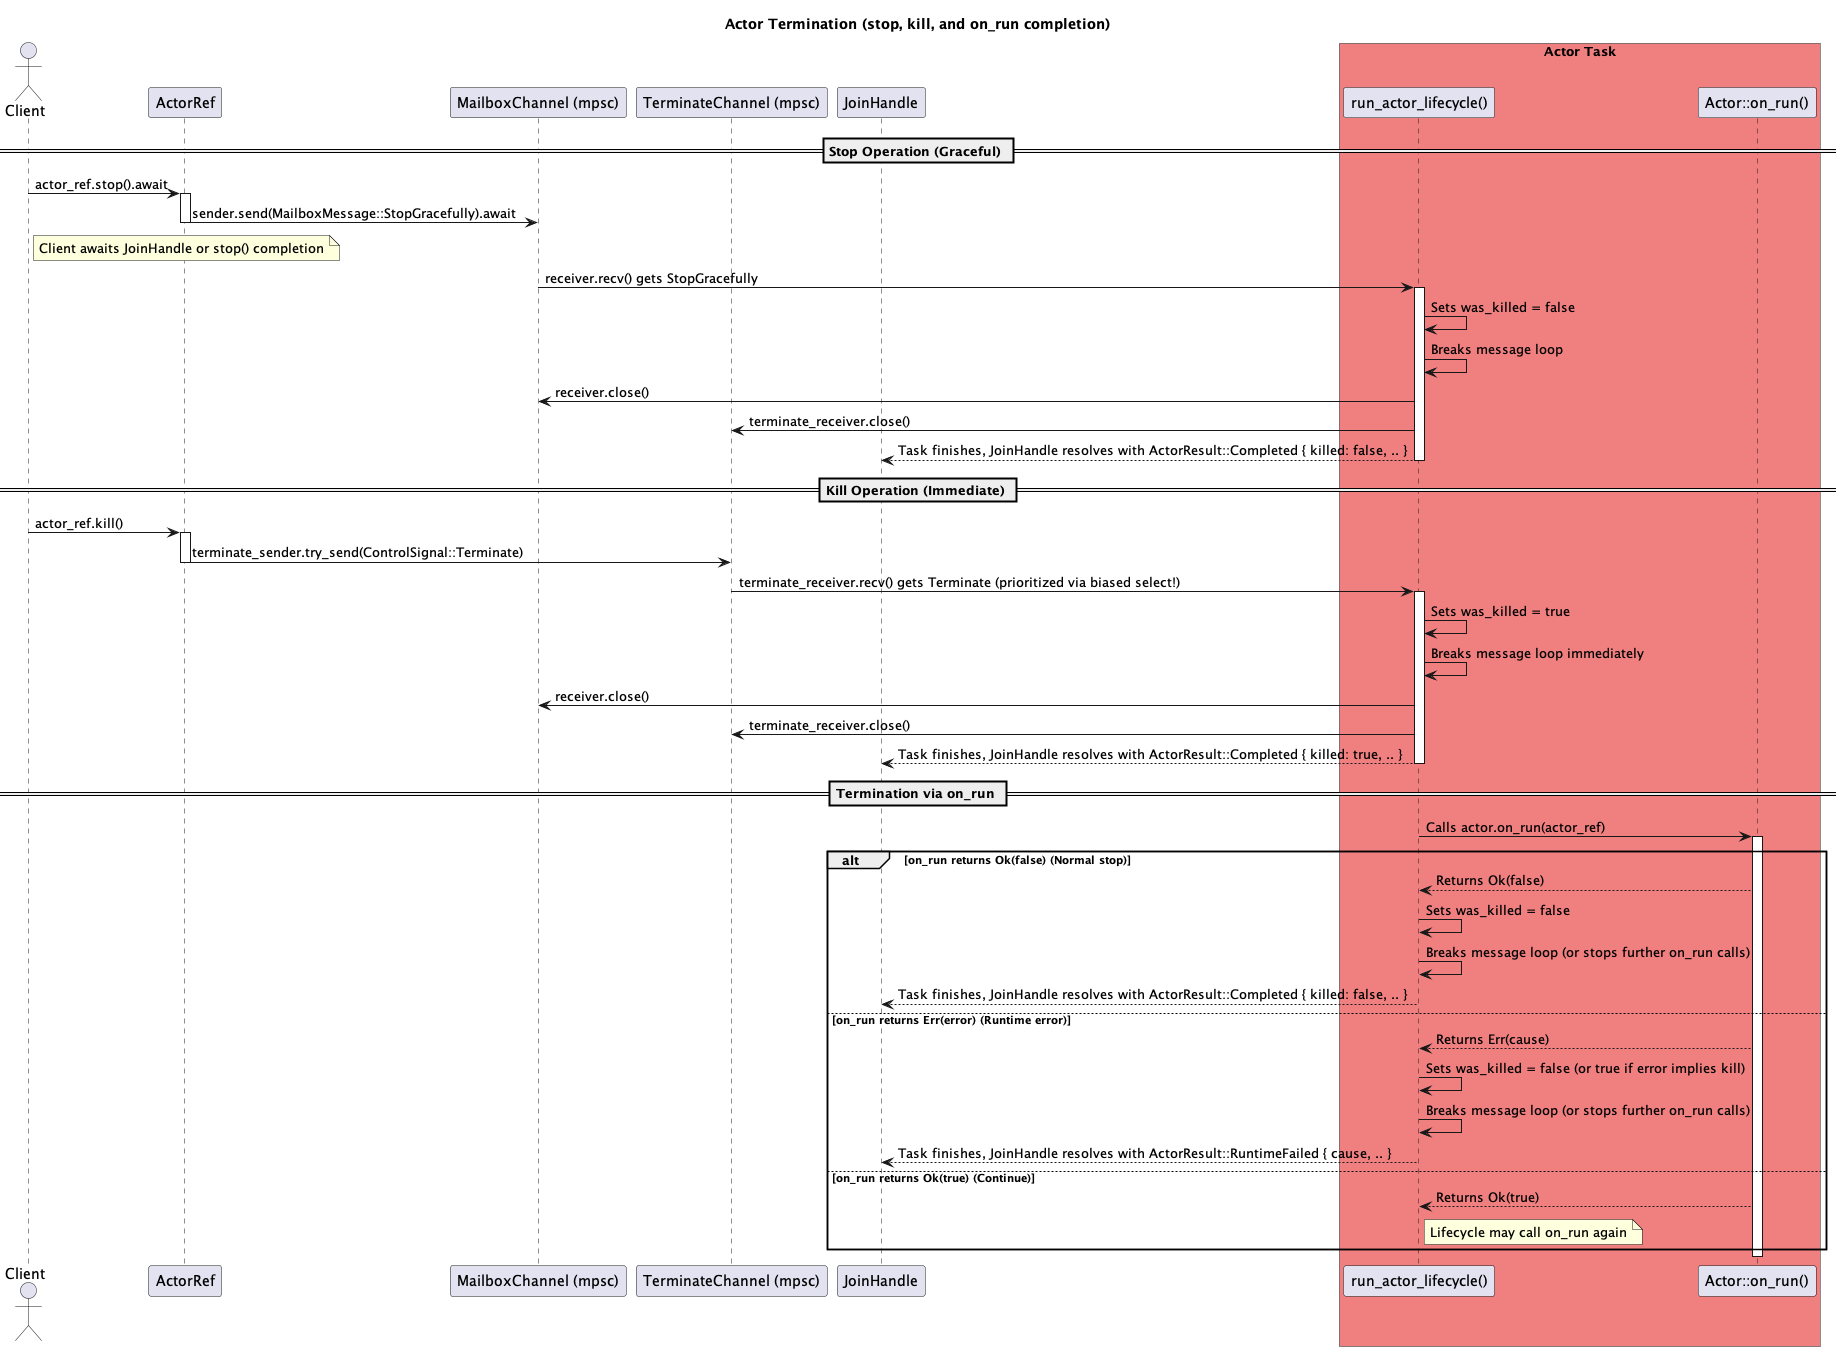 Actor Termination (stop, kill, and on_run completion)
Actor Task
Client
ActorRef
MailboxChannel (mpsc)
TerminateChannel (mpsc)
JoinHandle
run_actor_lifecycle()
Actor::on_run()
Stop Operation (Graceful)
actor_ref.stop().await
sender.send(MailboxMessage::StopGracefully).await
Client awaits JoinHandle or stop() completion
receiver.recv() gets StopGracefully
Sets was_killed = false
Breaks message loop
receiver.close()
terminate_receiver.close()
Task finishes, JoinHandle resolves with ActorResult::Completed { killed: false, .. }
Kill Operation (Immediate)
actor_ref.kill()
terminate_sender.try_send(ControlSignal::Terminate)
terminate_receiver.recv() gets Terminate (prioritized via biased select!)
Sets was_killed = true
Breaks message loop immediately
receiver.close()
terminate_receiver.close()
Task finishes, JoinHandle resolves with ActorResult::Completed { killed: true, .. }
Termination via on_run
Calls actor.on_run(actor_ref)
alt
[on_run returns Ok(false) (Normal stop)]
Returns Ok(false)
Sets was_killed = false
Breaks message loop (or stops further on_run calls)
Task finishes, JoinHandle resolves with ActorResult::Completed { killed: false, .. }
[on_run returns Err(error) (Runtime error)]
Returns Err(cause)
Sets was_killed = false (or true if error implies kill)
Breaks message loop (or stops further on_run calls)
Task finishes, JoinHandle resolves with ActorResult::RuntimeFailed { cause, .. }
[on_run returns Ok(true) (Continue)]
Returns Ok(true)
Lifecycle may call on_run again
Client
ActorRef
MailboxChannel (mpsc)
TerminateChannel (mpsc)
JoinHandle
run_actor_lifecycle()
Actor::on_run()